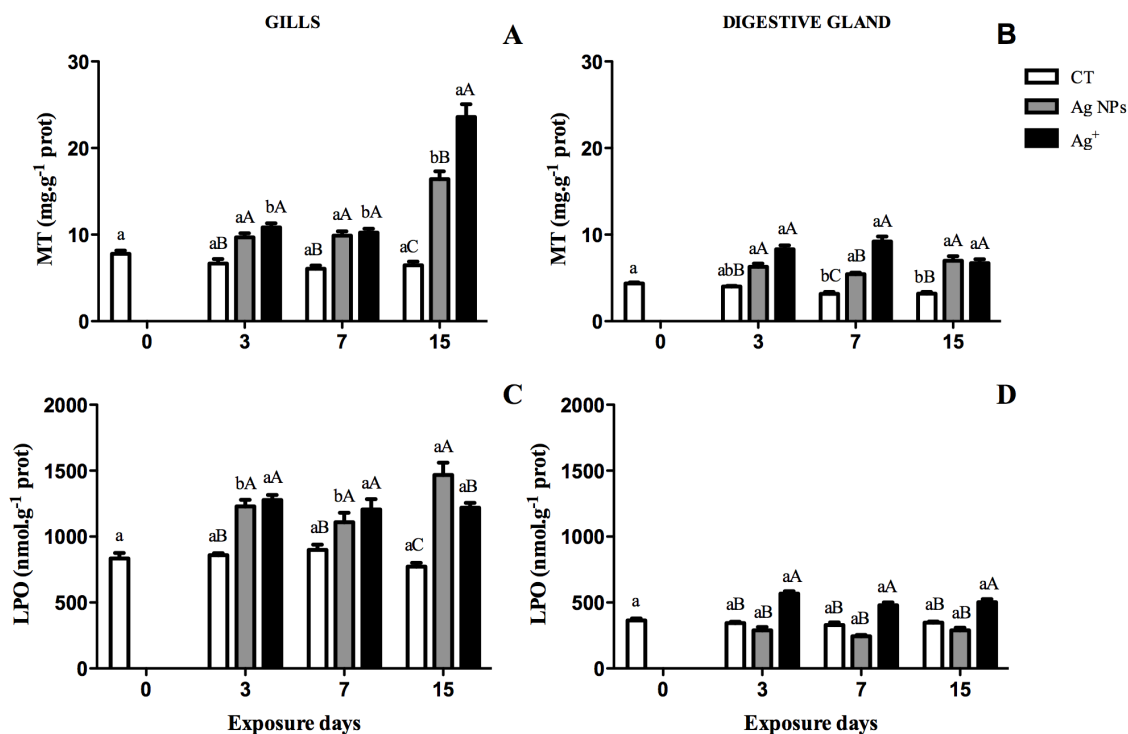 GILLS
A
MT (mg.g⁻¹ prot)
30
20
10
0
a
aB
aA
bA
aB
aA
bA
aC
bB
aA
0
3
7
15
DIGESTIVE GLAND
B
MT (mg.g⁻¹ prot)
30
20
10
0
a
abB
aA
aA
bC
aB
aA
bB
aA
aA
0
3
7
15
CT
Ag NPs
Ag⁺
C
LPO (nmol.g⁻¹ prot)
2000
1500
1000
500
0
a
aB
bA
aA
aB
bA
aA
aC
aA
aB
0
3
7
15
Exposure days
D
LPO (nmol.g⁻¹ prot)
2000
1500
1000
500
0
a
aB
aB
aA
aB
aB
aA
aB
aB
aA
0
3
7
15
Exposure days